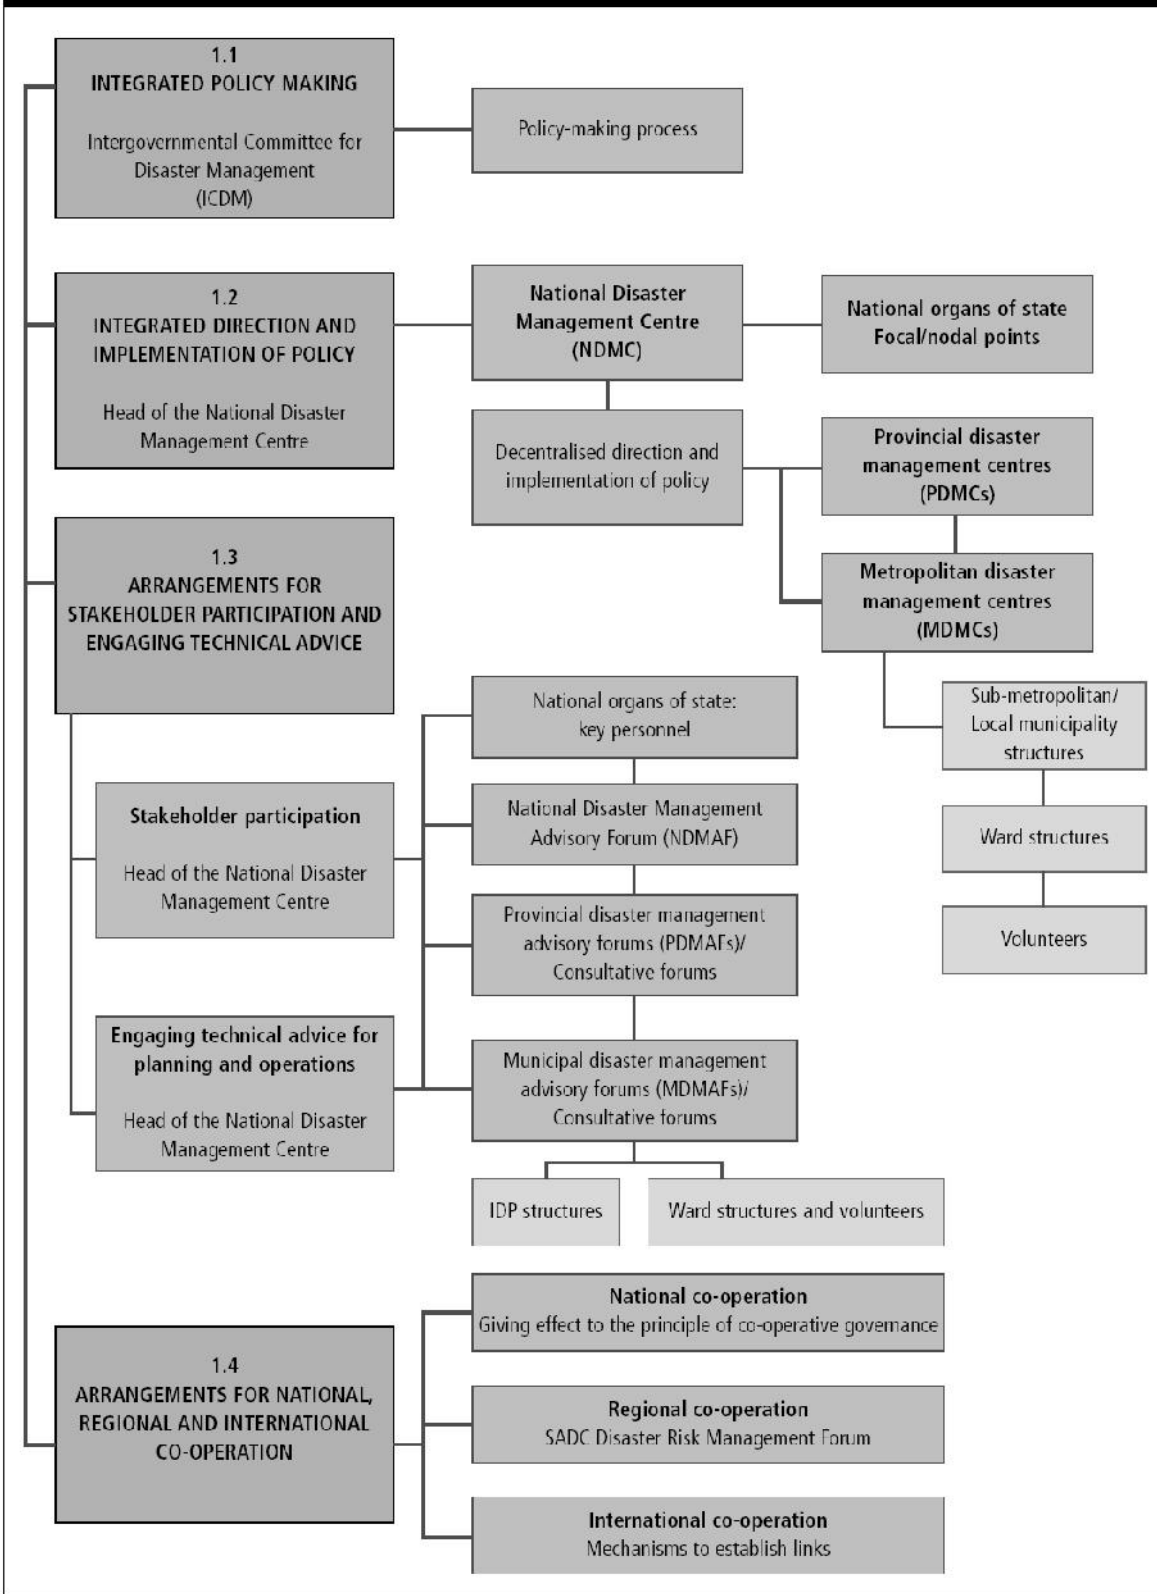 1.1
INTEGRATED POLICY MAKING
Intergovernmental Committee for
Disaster Management
(ICDM)
Policy-making process
1.2
INTEGRATED DIRECTION AND
IMPLEMENTATION OF POLICY
Head of the National Disaster
Management Centre
National Disaster
Management Centre
(NDMC)
National organs of state
Focal/nodal points
Decentralised direction and
implementation of policy
Provincial disaster
management centres
(PDMCs)
Metropolitan disaster
management centres
(MDMCs)
Sub-metropolitan/
Local municipality
structures
Ward structures
Volunteers
1.3
ARRANGEMENTS FOR
STAKEHOLDER PARTICIPATION AND
ENGAGING TECHNICAL ADVICE
Stakeholder participation
Head of the National Disaster
Management Centre
Engaging technical advice for
planning and operations
Head of the National Disaster
Management Centre
National organs of state:
key personnel
National Disaster Management
Advisory Forum (NDMAF)
Provincial disaster management
advisory forums (PDMAFs)/
Consultative forums
Municipal disaster management
advisory forums (MDMAFs)/
Consultative forums
IDP structures
Ward structures and volunteers
1.4
ARRANGEMENTS FOR NATIONAL,
REGIONAL AND INTERNATIONAL
CO-OPERATION
National co-operation
Giving effect to the principle of co-operative governance
Regional co-operation
SADC Disaster Risk Management Forum
International co-operation
Mechanisms to establish links